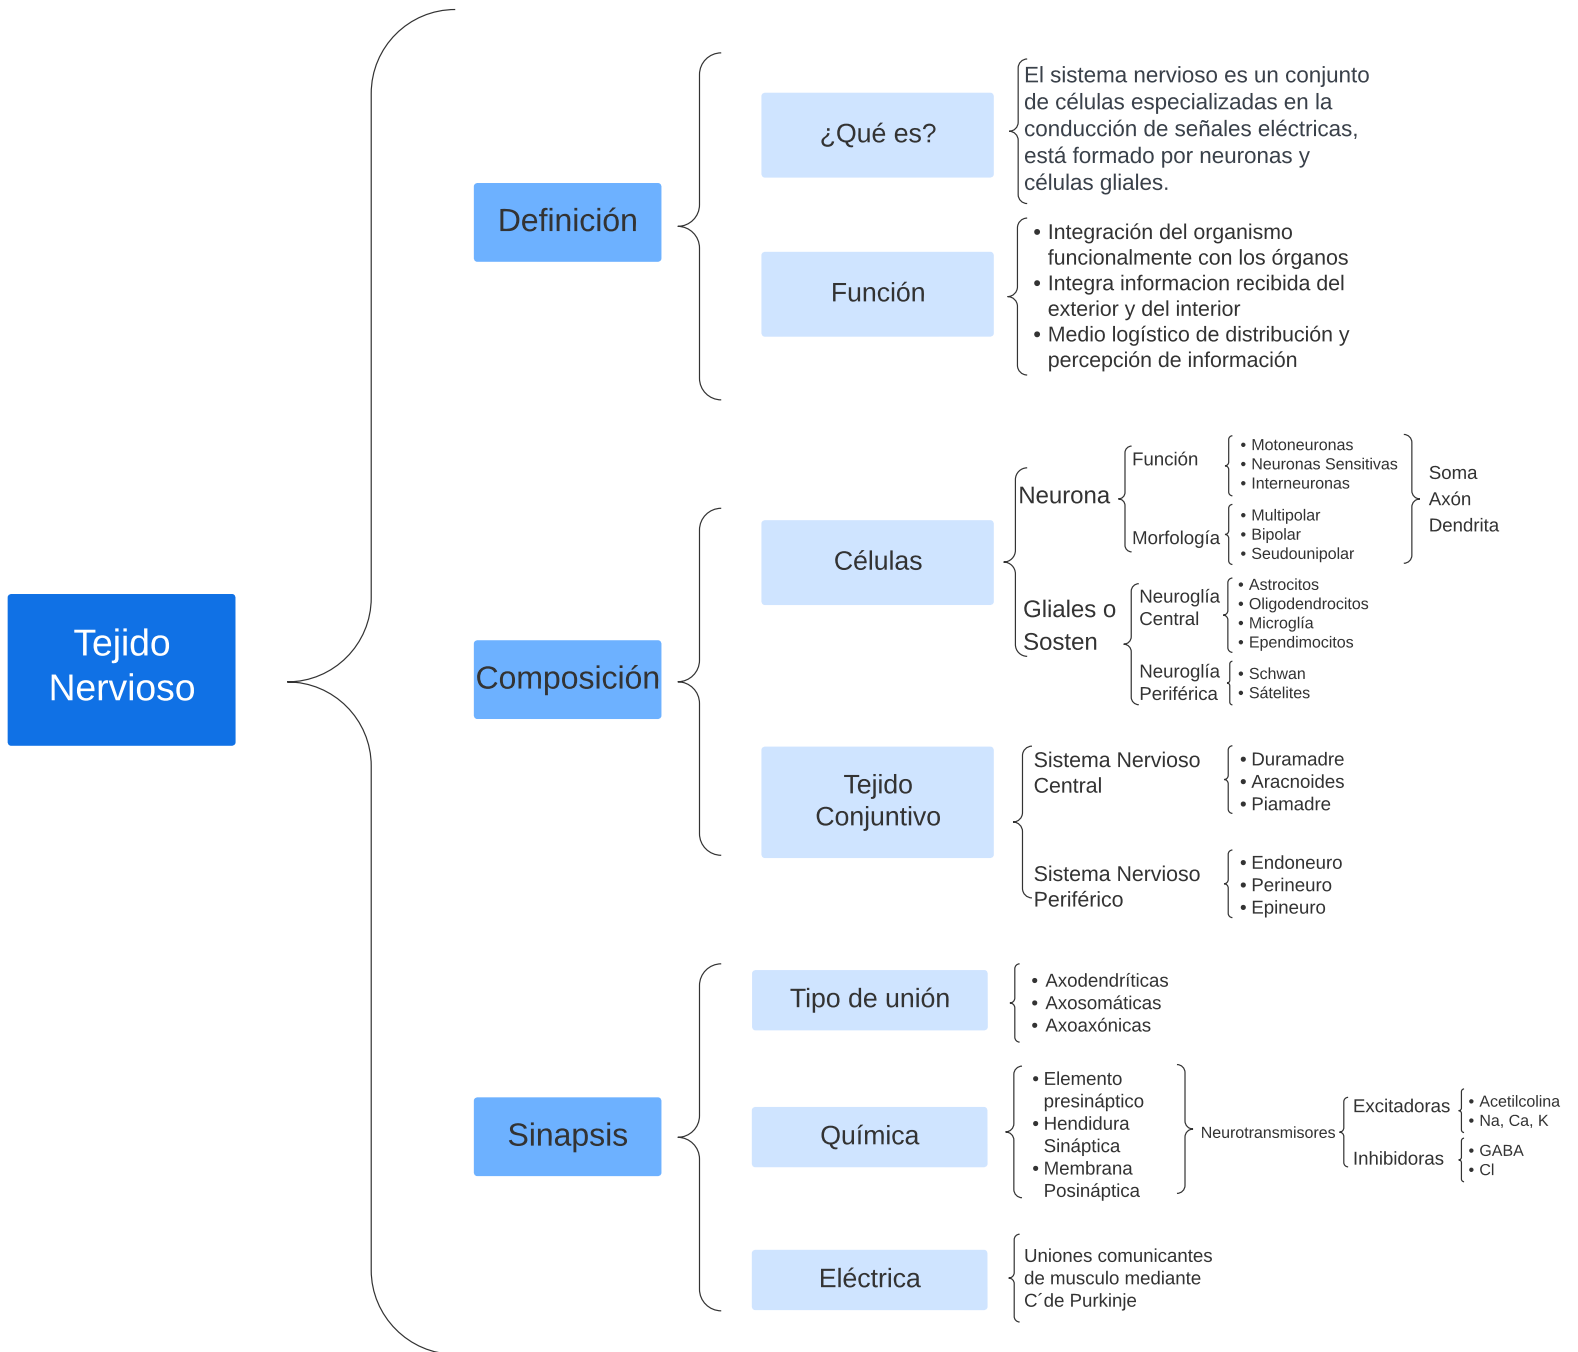 Tejido
Nervioso
Definición
¿Qué es?
El sistema nervioso es un conjunto
de células especializadas en la
conducción de señales eléctricas,
está formado por neuronas y
células gliales.
Función
• Integración del organismo
funcionalmente con los órganos
• Integra informacion recibida del
exterior y del interior
• Medio logístico de distribución y
percepción de información
Composición
Células
Neurona
Función
• Motoneuronas
• Neuronas Sensitivas
• Interneuronas
Morfología
• Multipolar
• Bipolar
• Seudounipolar
Soma
Axón
Dendrita
Gliales o
Sosten
Neuroglía
Central
• Astrocitos
• Oligodendrocitos
• Microglía
• Ependimocitos
Neuroglía
Periférica
• Schwan
• Sátelites
Tejido
Conjuntivo
Sistema Nervioso
Central
• Duramadre
• Aracnoides
• Piamadre
Sistema Nervioso
Periférico
• Endoneuro
• Perineuro
• Epineuro
Sinapsis
Tipo de unión
• Axodendríticas
• Axosomáticas
• Axoaxónicas
Química
• Elemento
presináptico
• Hendidura
Sináptica
• Membrana
Posináptica
Neurotransmisores
Excitadoras
• Acetilcolina
• Na, Ca, K
Inhibidoras
• GABA
• Cl
Eléctrica
Uniones comunicantes
de musculo mediante
C´de Purkinje